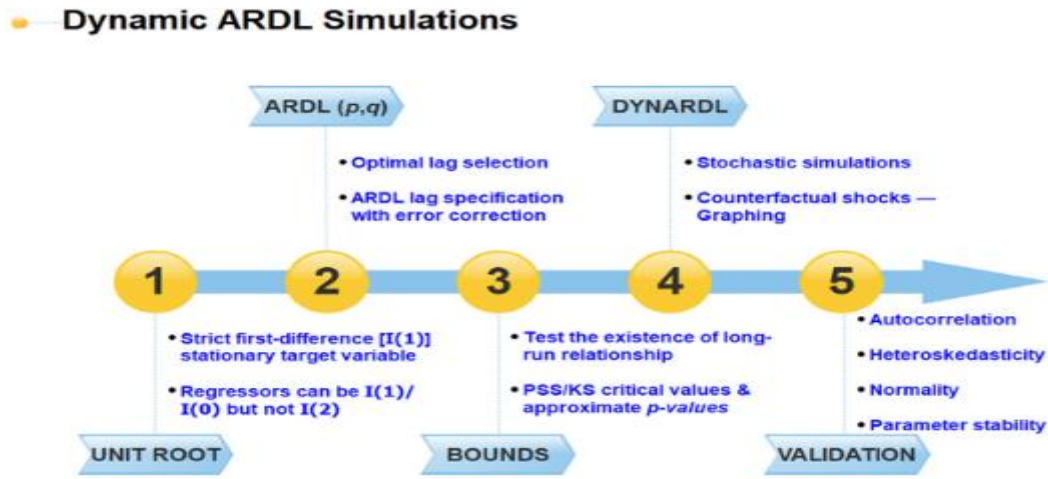 Dynamic ARDL Simulations
ARDL (p,q)
• Optimal lag selection
• ARDL lag specification
with error correction
DYNARDL
• Stochastic simulations
• Counterfactual shocks —
Graphing
1
2
3
4
5
• Strict first-difference [I(1)]
stationary target variable
• Regressors can be I(1)/
I(0) but not I(2)
UNIT ROOT
• Test the existence of long-
run relationship
• PSS/KS critical values &
approximate p-values
BOUNDS
• Autocorrelation
• Heteroskedasticity
• Normality
• Parameter stability
VALIDATION